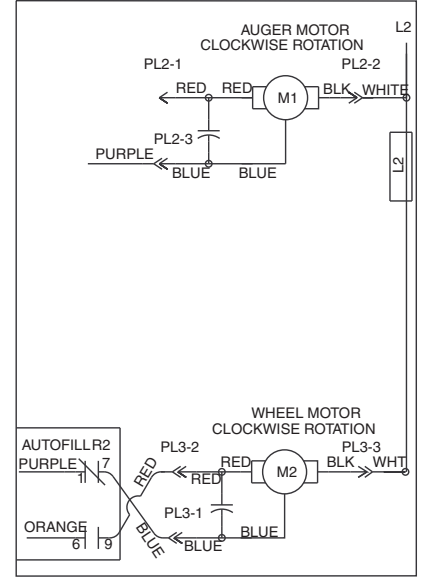 AUGER MOTOR
CLOCKWISE ROTATION
L2
PL2-1
PL2-2
RED
RED
M1
BLK
WHITE
PL2-3
PURPLE
BLUE
BLUE
L2
WHEEL MOTOR
CLOCKWISE ROTATION
AUTOFILLR2
PL3-2
PL3-3
PURPLE
1
7
RED
RED
RED
M2
BLK
WHT
PL3-1
ORANGE
6
9
BLUE
BLUE
BLUE